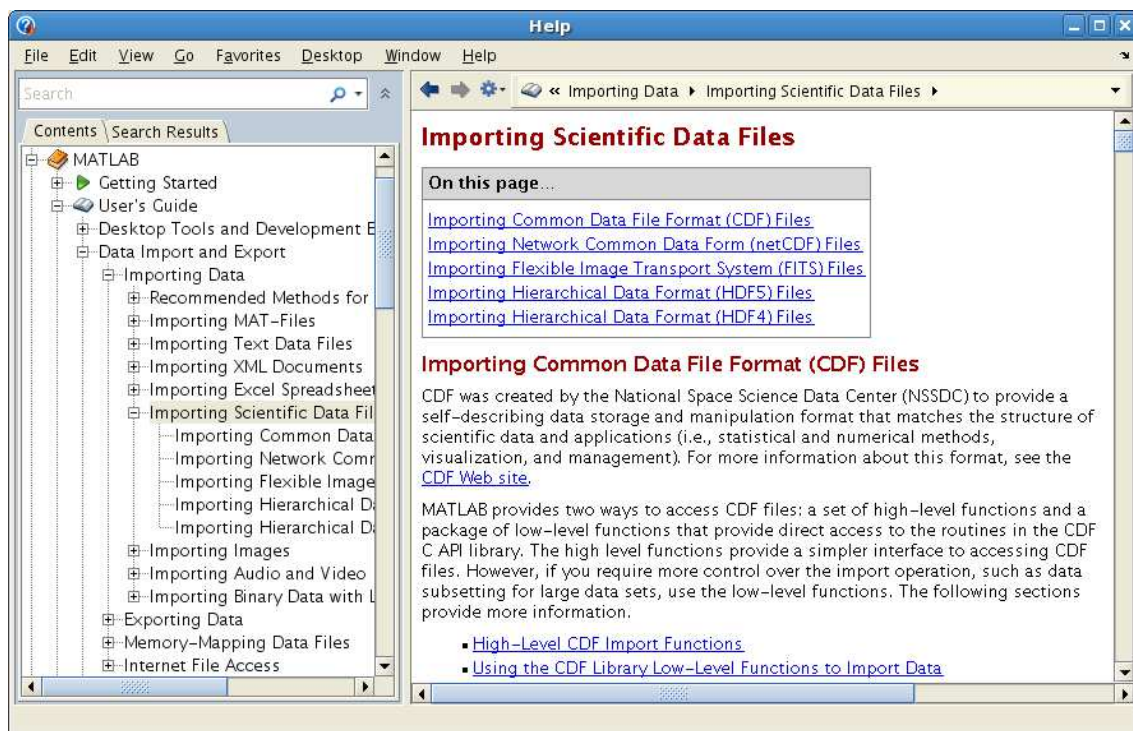 Help
File Edit View Go Favorites Desktop Window Help
Search
Contents Search Results
MATLAB
Getting Started
User's Guide
Desktop Tools and Development E
Data Import and Export
Importing Data
Recommended Methods for
Importing MAT-Files
Importing Text Data Files
Importing XML Documents
Importing Excel Spreadsheet
Importing Scientific Data Fil
Importing Common Data
Importing Network Comr
Importing Flexible Image
Importing Hierarchical D
Importing Hierarchical D
Importing Images
Importing Audio and Video
Importing Binary Data with L
Exporting Data
Memory-Mapping Data Files
Internet File Access
« Importing Data ▸ Importing Scientific Data Files ▸
Importing Scientific Data Files
On this page...
Importing Common Data File Format (CDF) Files
Importing Network Common Data Form (netCDF) Files
Importing Flexible Image Transport System (FITS) Files
Importing Hierarchical Data Format (HDF5) Files
Importing Hierarchical Data Format (HDF4) Files
Importing Common Data File Format (CDF) Files
CDF was created by the National Space Science Data Center (NSSDC) to provide a
self-describing data storage and manipulation format that matches the structure of
scientific data and applications (i.e., statistical and numerical methods,
visualization, and management). For more information about this format, see the
CDF Web site.
MATLAB provides two ways to access CDF files: a set of high-level functions and a
package of low-level functions that provide direct access to the routines in the CDF
C API library. The high level functions provide a simpler interface to accessing CDF
files. However, if you require more control over the import operation, such as data
subsetting for large data sets, use the low-level functions. The following sections
provide more information.
▪ High-Level CDF Import Functions
▪ Using the CDF Library Low-Level Functions to Import Data